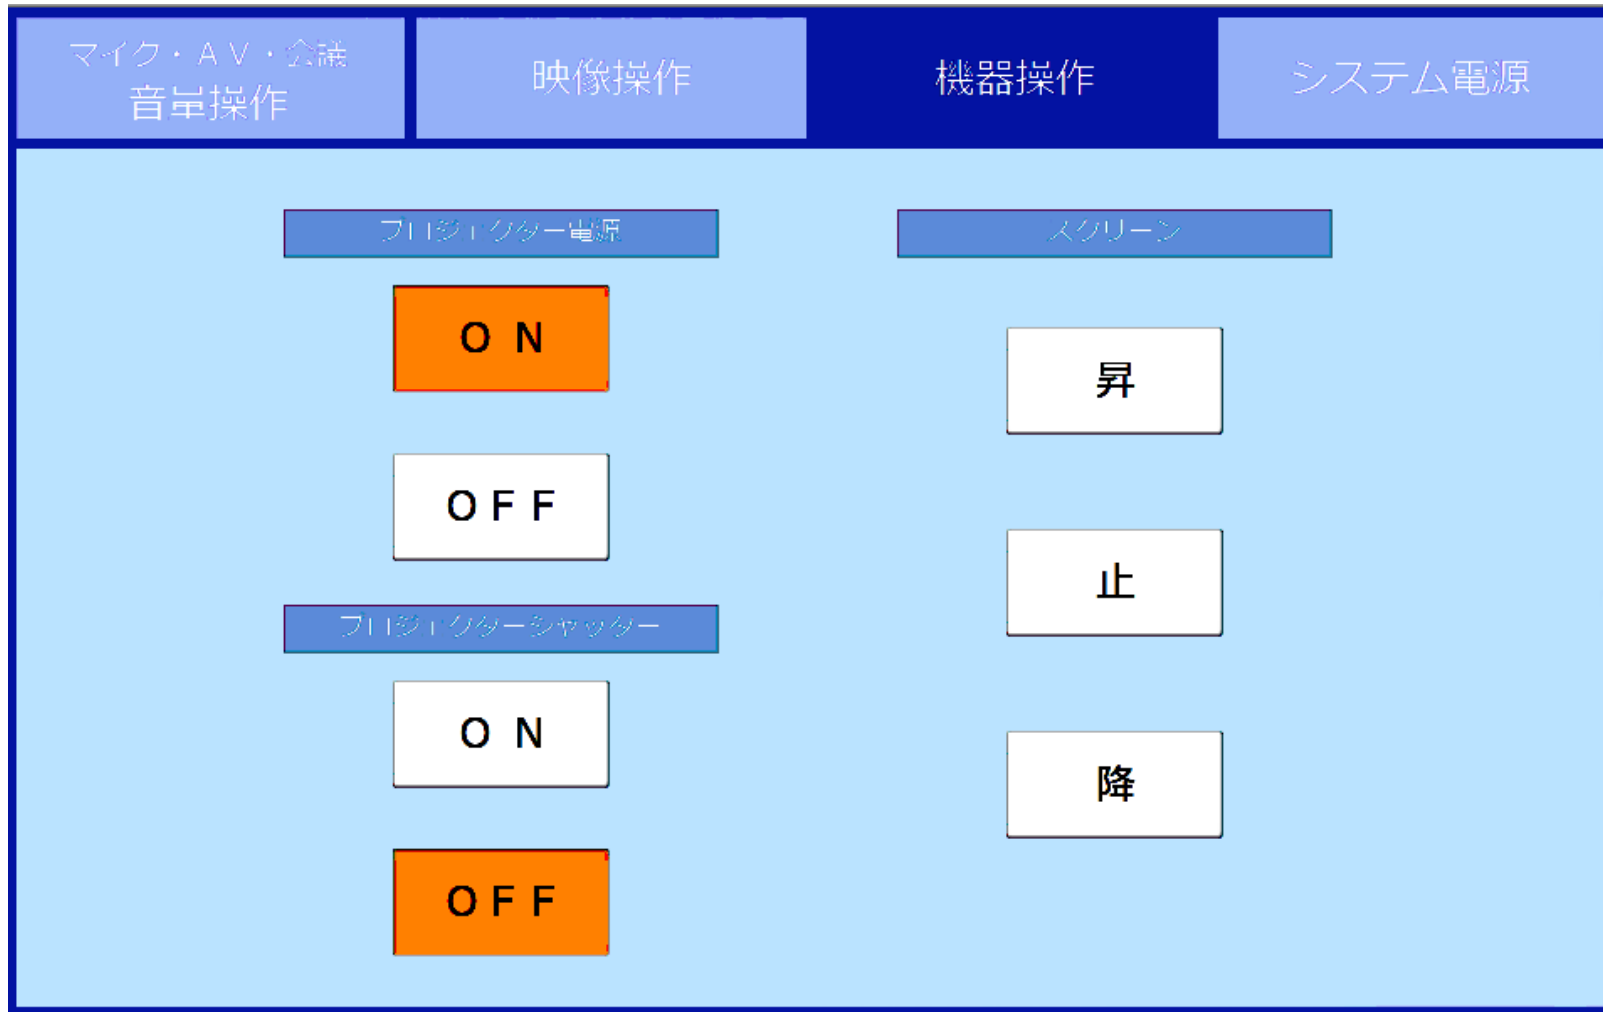 マイク・ＡＶ・会議
音量操作
映像操作
機器操作
システム電源
プロジェクター電源
ＯＮ
ＯＦＦ
プロジェクターシャッター
ＯＮ
ＯＦＦ
スクリーン
昇
止
降